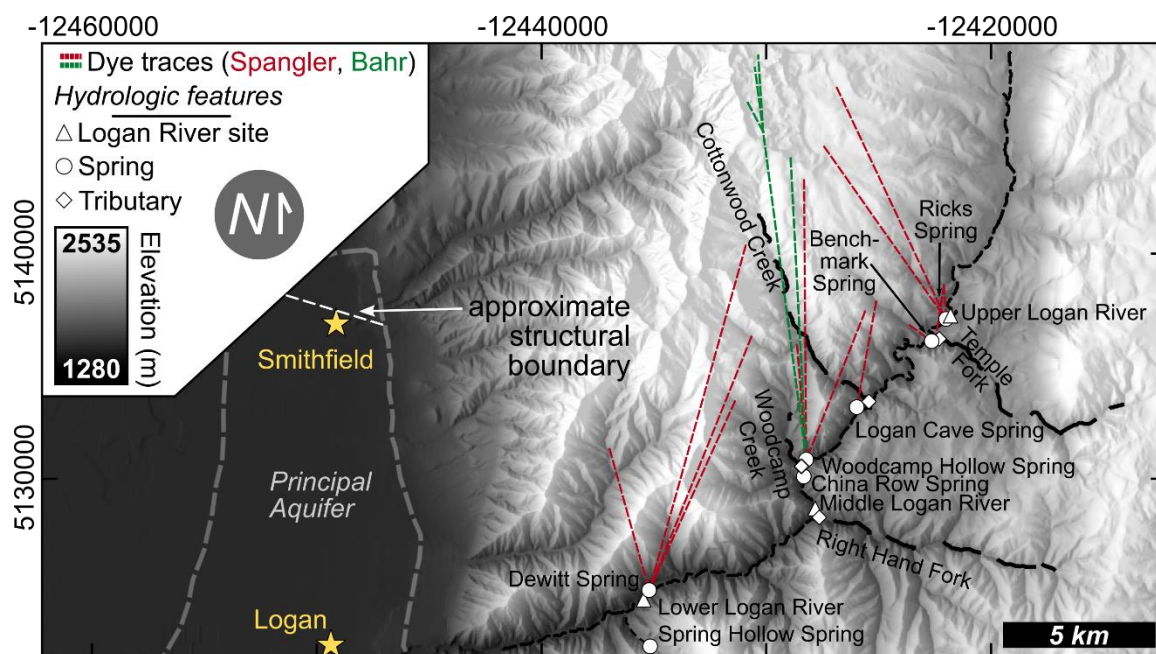 -12460000
-12440000
-12420000
Dye traces (Spangler, Bahr)
Hydrologic features
Logan River site
Spring
Tributary
N
2535
1280
Elevation (m)
5140000
5130000
approximate
structural
boundary
Smithfield
Principal
Aquifer
Logan
Cottonwood Creek
Ricks
Spring
Bench-
mark
Spring
Upper Logan River
Temple
Fork
Logan Cave Spring
Woodcamp
Creek
Woodcamp Hollow Spring
China Row Spring
Middle Logan River
Right Hand Fork
Dewitt Spring
Lower Logan River
Spring Hollow Spring
5 km